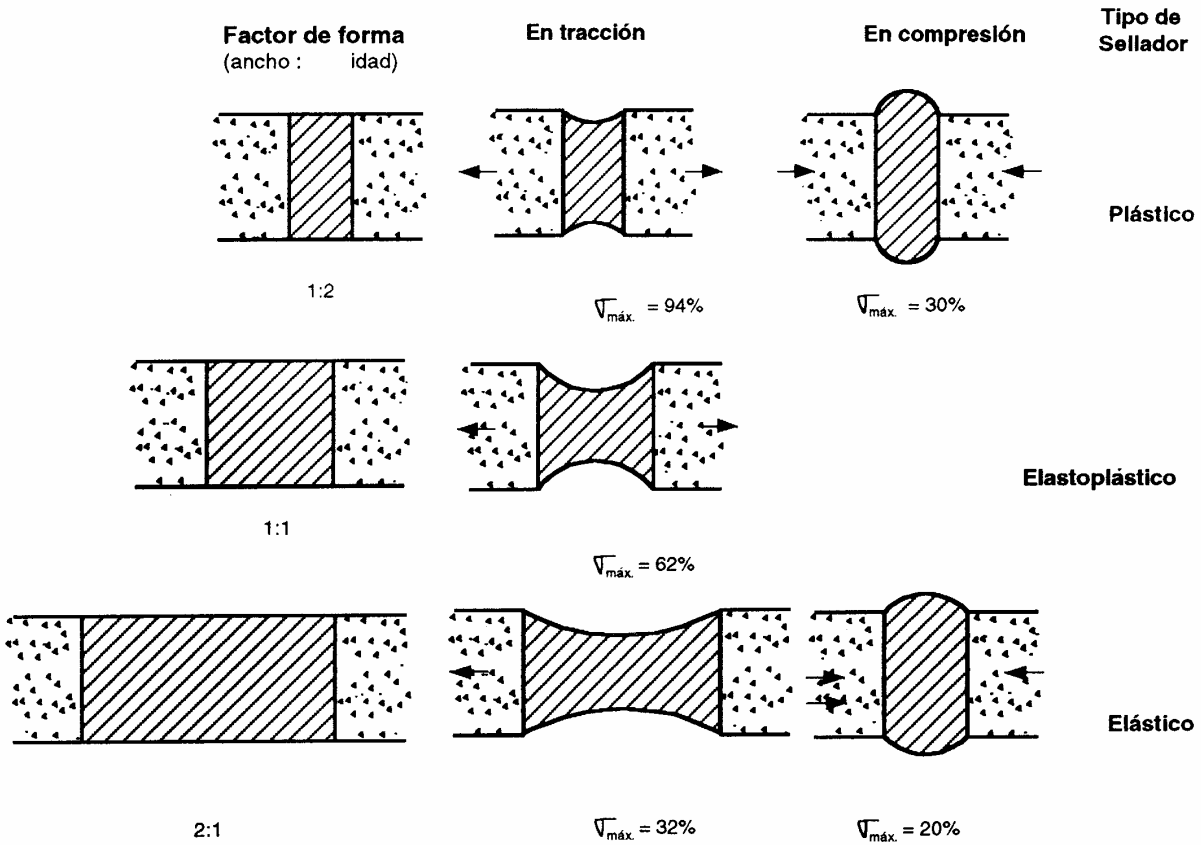 Factor de forma
(ancho : idad)
En tracción
En compresión
Tipo de
Sellador
1:2
σmáx. = 94%
σmáx. = 30%
Plástico
1:1
σmáx. = 62%
Elastoplástico
2:1
σmáx. = 32%
σmáx. = 20%
Elástico